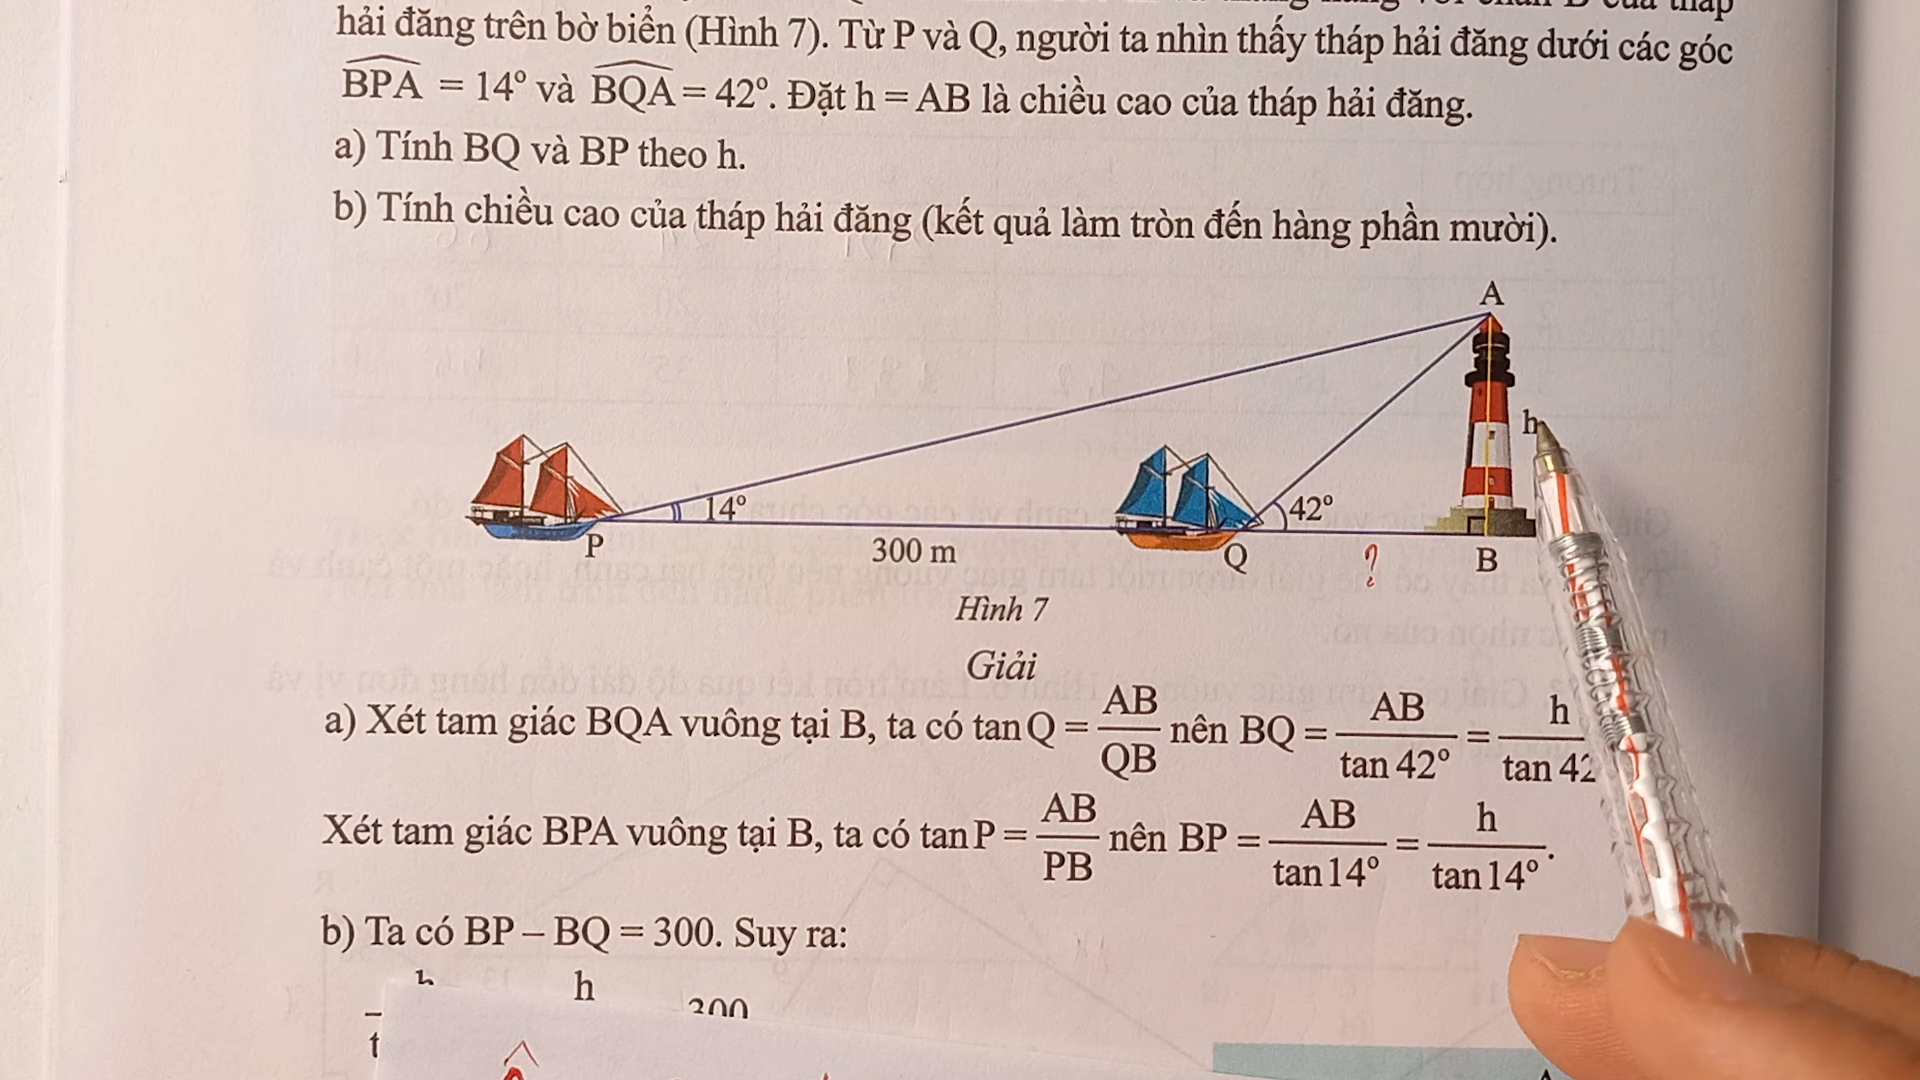 hải đăng trên bờ biển (Hình 7). Từ P và Q, người ta nhìn thấy tháp hải đăng dưới các góc
BPA = 14° và BQA = 42°. Đặt h = AB là chiều cao của tháp hải đăng.
a) Tính BQ và BP theo h.
b) Tính chiều cao của tháp hải đăng (kết quả làm tròn đến hàng phần mười).
A
h
14° 42°
P 300 m Q ? B
Hình 7
Giải
a) Xét tam giác BQA vuông tại B, ta có tan Q = AB/QB nên BQ = AB/tan 42° = h/tan 42
Xét tam giác BPA vuông tại B, ta có tan P = AB/PB nên BP = AB/tan 14° = h/tan 14°.
b) Ta có BP – BQ = 300. Suy ra:
h h 300